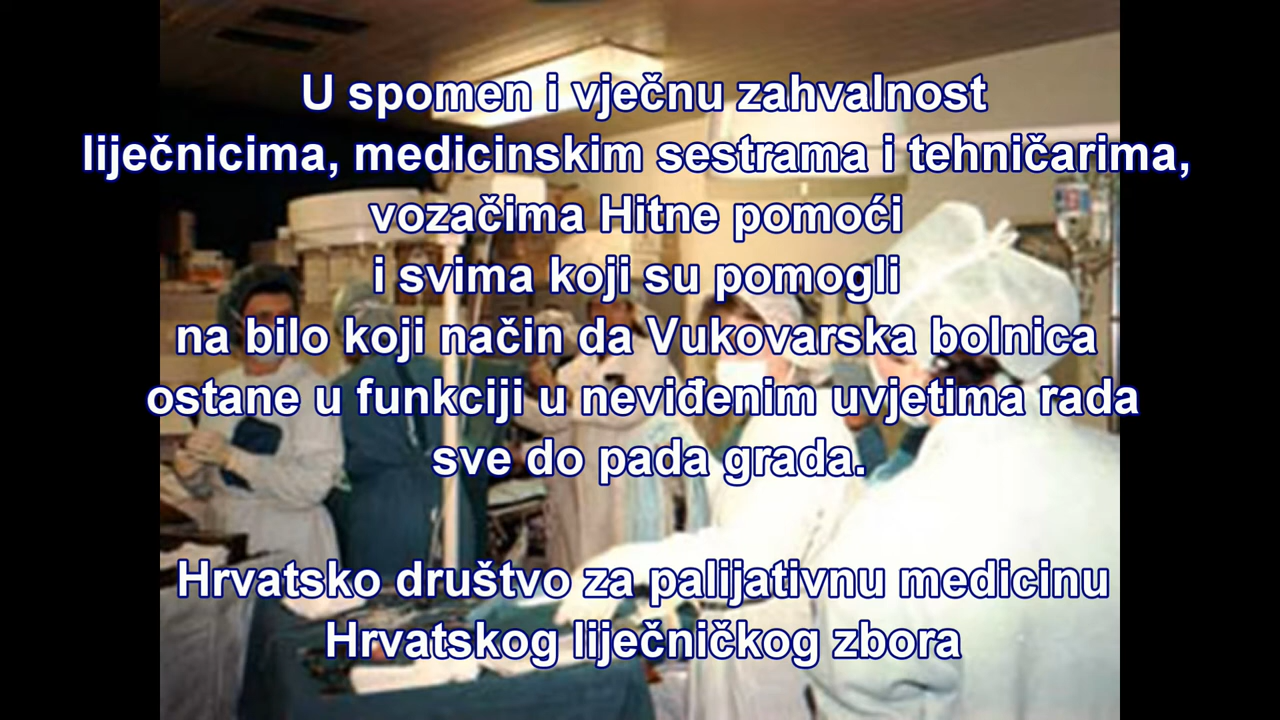 U spomen i vječnu zahvalnost
liječnicima, medicinskim sestrama i tehničarima,
vozačima Hitne pomoći
i svima koji su pomogli
na bilo koji način da Vukovarska bolnica
ostane u funkciji u neviđenim uvjetima rada
sve do pada grada.
Hrvatsko društvo za palijativnu medicinu
Hrvatskog liječničkog zbora